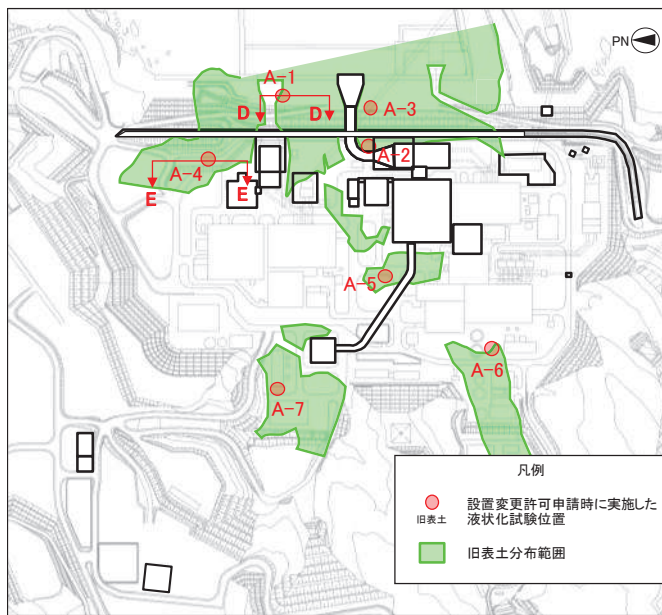 PN
A-1
D
D
A-3
A-2
A-4
E
E
A-5
A-6
A-7
凡例
旧表土
設置変更許可申請時に実施した
液状化試験位置
旧表土分布範囲